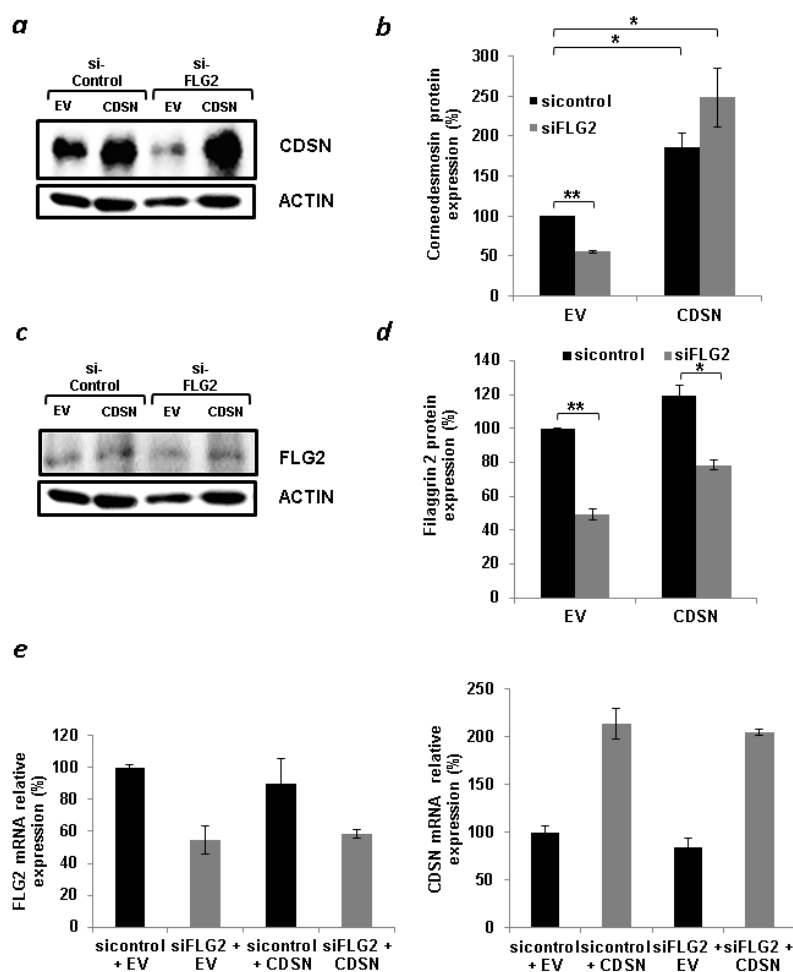 a
si-
Control
si-
FLG2
EV CDSN EV CDSN
CDSN
ACTIN
b
Corneodesmosin protein
expression (%)
300
250
200
150
100
50
0
sicontrol
siFLG2
*
*
**
EV CDSN
c
si-
Control
si-
FLG2
EV CDSN EV CDSN
FLG2
ACTIN
d
Filaggrin 2 protein
expression (%)
140
120
100
80
60
40
20
0
sicontrol siFLG2
**
*
EV CDSN
e
FLG2 mRNA relative
expression (%)
120
100
80
60
40
20
0
sicontrol siFLG2 + sicontrol siFLG2 +
+ EV EV + CDSN CDSN
CDSN mRNA relative
expression (%)
250
200
150
100
50
0
sicontrol sicontrol siFLG2 +siFLG2 +
+ EV + CDSN EV CDSN